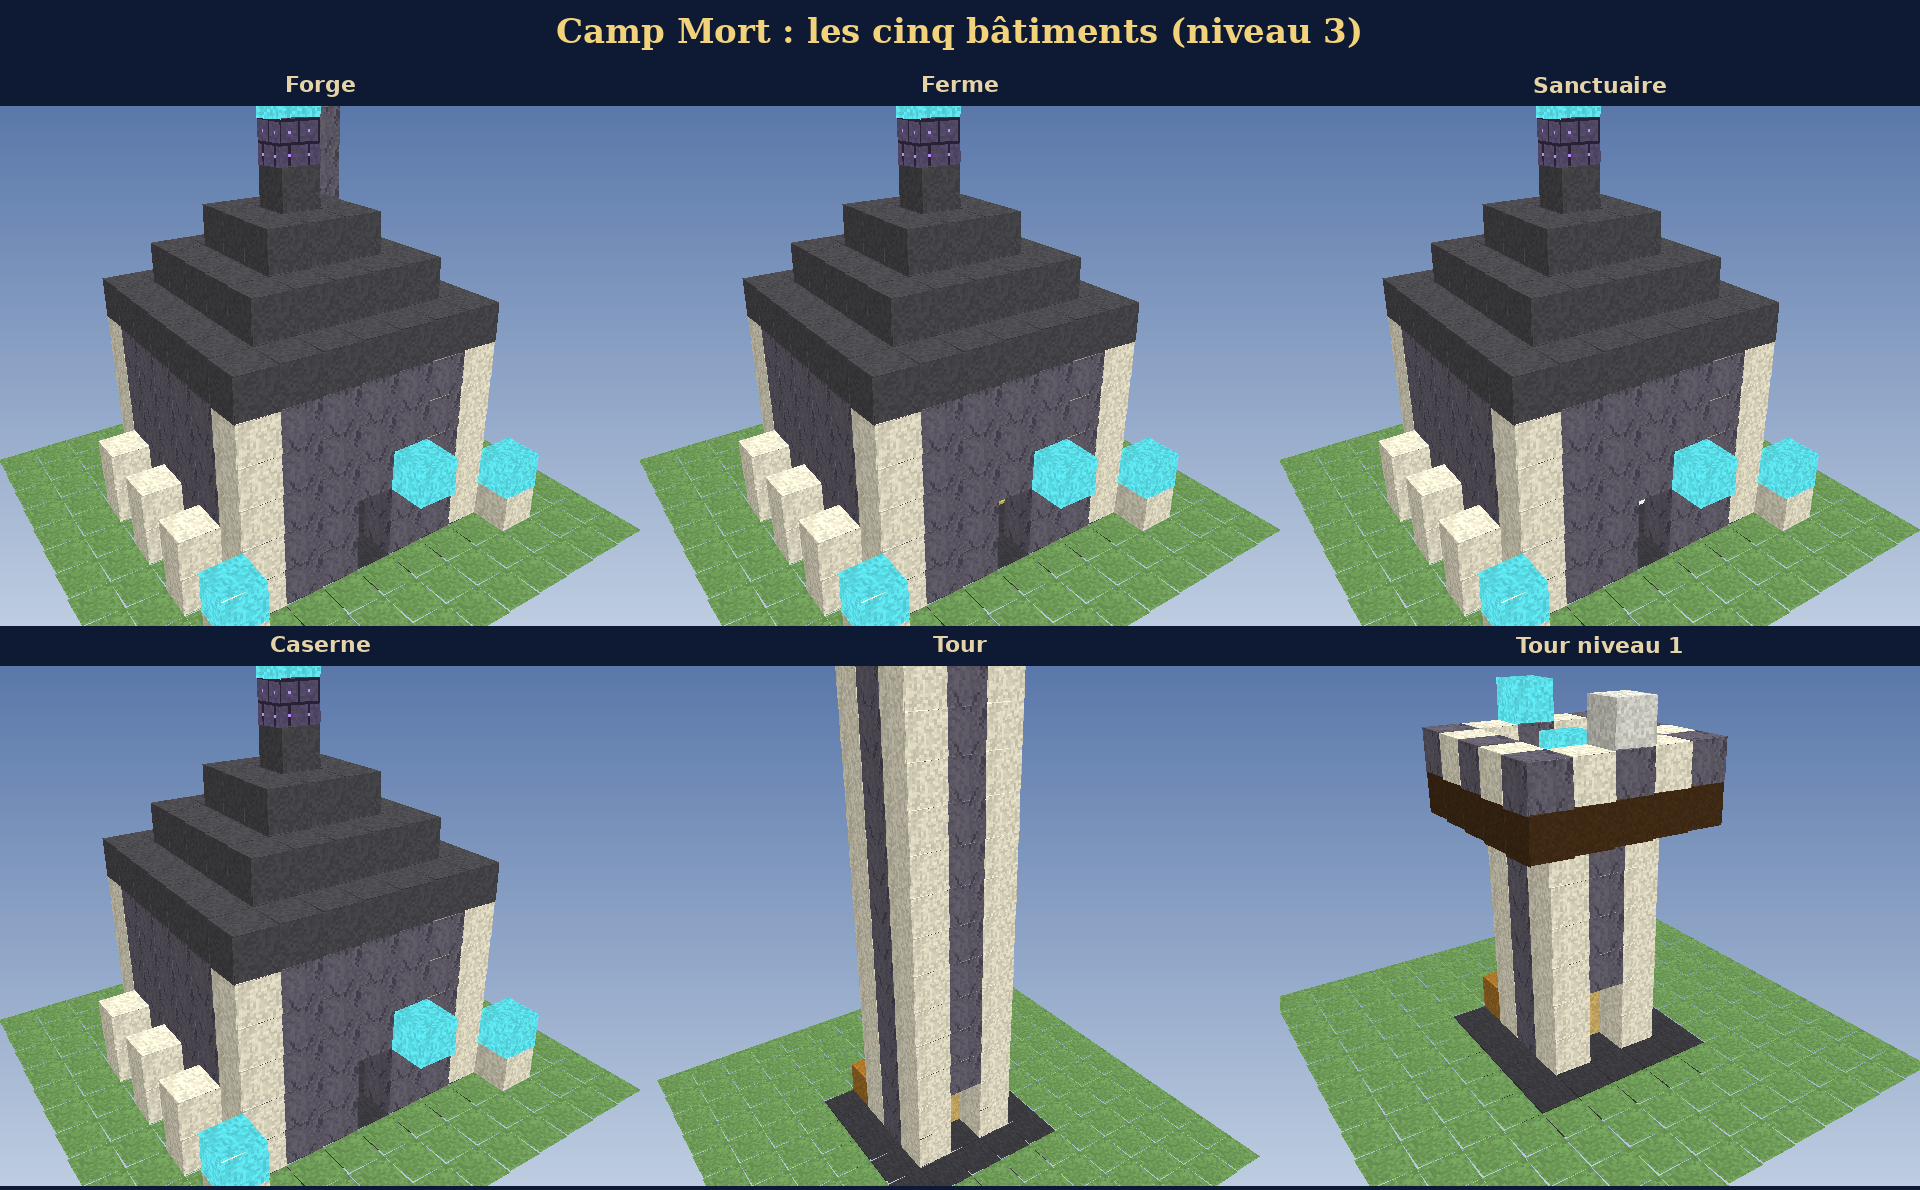 Camp Mort : les cinq bâtiments (niveau 3)
Forge
Ferme
Sanctuaire
Caserne
Tour
Tour niveau 1